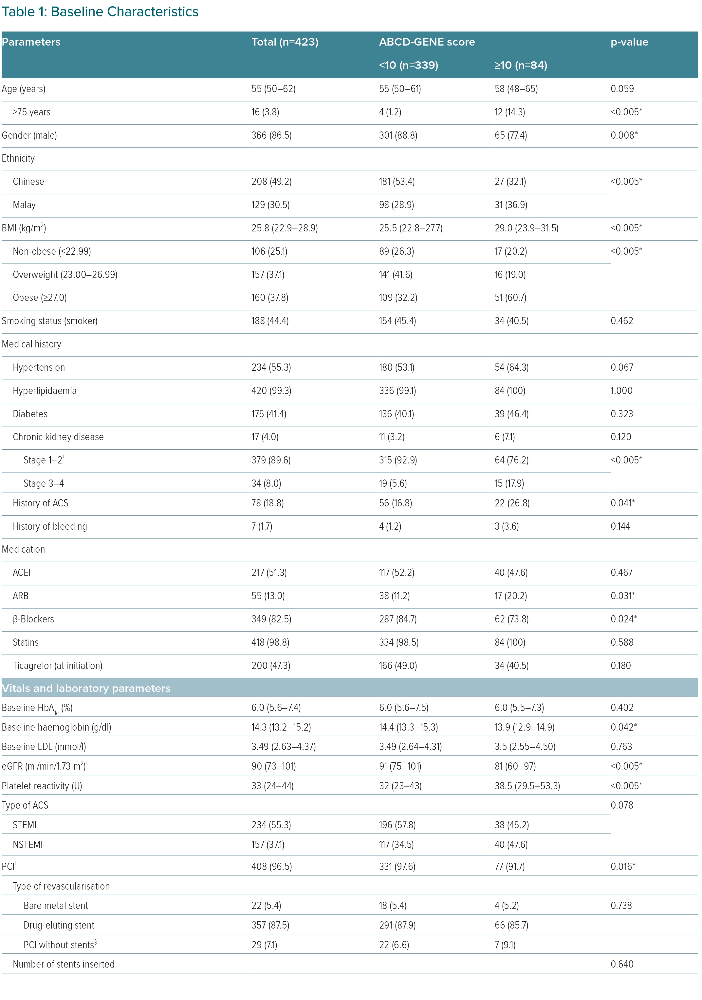 Table 1: Baseline Characteristics
Parameters Total (n=423) ABCD-GENE score p-value
<10 (n=339) ≥10 (n=84)
Age (years) 55 (50–62) 55 (50–61) 58 (48–65) 0.059
>75 years 16 (3.8) 4 (1.2) 12 (14.3) <0.005*
Gender (male) 366 (86.5) 301 (88.8) 65 (77.4) 0.008*
Ethnicity
Chinese 208 (49.2) 181 (53.4) 27 (32.1) <0.005*
Malay 129 (30.5) 98 (28.9) 31 (36.9)
BMI (kg/m²) 25.8 (22.9–28.9) 25.5 (22.8–27.7) 29.0 (23.9–31.5) <0.005*
Non-obese (≤22.99) 106 (25.1) 89 (26.3) 17 (20.2) <0.005*
Overweight (23.00–26.99) 157 (37.1) 141 (41.6) 16 (19.0)
Obese (≥27.0) 160 (37.8) 109 (32.2) 51 (60.7)
Smoking status (smoker) 188 (44.4) 154 (45.4) 34 (40.5) 0.462
Medical history
Hypertension 234 (55.3) 180 (53.1) 54 (64.3) 0.067
Hyperlipidaemia 420 (99.3) 336 (99.1) 84 (100) 1.000
Diabetes 175 (41.4) 136 (40.1) 39 (46.4) 0.323
Chronic kidney disease 17 (4.0) 11 (3.2) 6 (7.1) 0.120
Stage 1–2† 379 (89.6) 315 (92.9) 64 (76.2) <0.005*
Stage 3–4 34 (8.0) 19 (5.6) 15 (17.9)
History of ACS 78 (18.8) 56 (16.8) 22 (26.8) 0.041*
History of bleeding 7 (1.7) 4 (1.2) 3 (3.6) 0.144
Medication
ACEI 217 (51.3) 117 (52.2) 40 (47.6) 0.467
ARB 55 (13.0) 38 (11.2) 17 (20.2) 0.031*
β-Blockers 349 (82.5) 287 (84.7) 62 (73.8) 0.024*
Statins 418 (98.8) 334 (98.5) 84 (100) 0.588
Ticagrelor (at initiation) 200 (47.3) 166 (49.0) 34 (40.5) 0.180
Vitals and laboratory parameters
Baseline HbA1c (%) 6.0 (5.6–7.4) 6.0 (5.6–7.5) 6.0 (5.5–7.3) 0.402
Baseline haemoglobin (g/dl) 14.3 (13.2–15.2) 14.4 (13.3–15.3) 13.9 (12.9–14.9) 0.042*
Baseline LDL (mmol/l) 3.49 (2.63–4.37) 3.49 (2.64–4.31) 3.5 (2.55–4.50) 0.763
eGFR (ml/min/1.73 m²)† 90 (73–101) 91 (75–101) 81 (60–97) <0.005*
Platelet reactivity (U) 33 (24–44) 32 (23–43) 38.5 (29.5–53.3) <0.005*
Type of ACS 0.078
STEMI 234 (55.3) 196 (57.8) 38 (45.2)
NSTEMI 157 (37.1) 117 (34.5) 40 (47.6)
PCI‡ 408 (96.5) 331 (97.6) 77 (91.7) 0.016*
Type of revascularisation
Bare metal stent 22 (5.4) 18 (5.4) 4 (5.2) 0.738
Drug-eluting stent 357 (87.5) 291 (87.9) 66 (85.7)
PCI without stents§ 29 (7.1) 22 (6.6) 7 (9.1)
Number of stents inserted 0.640